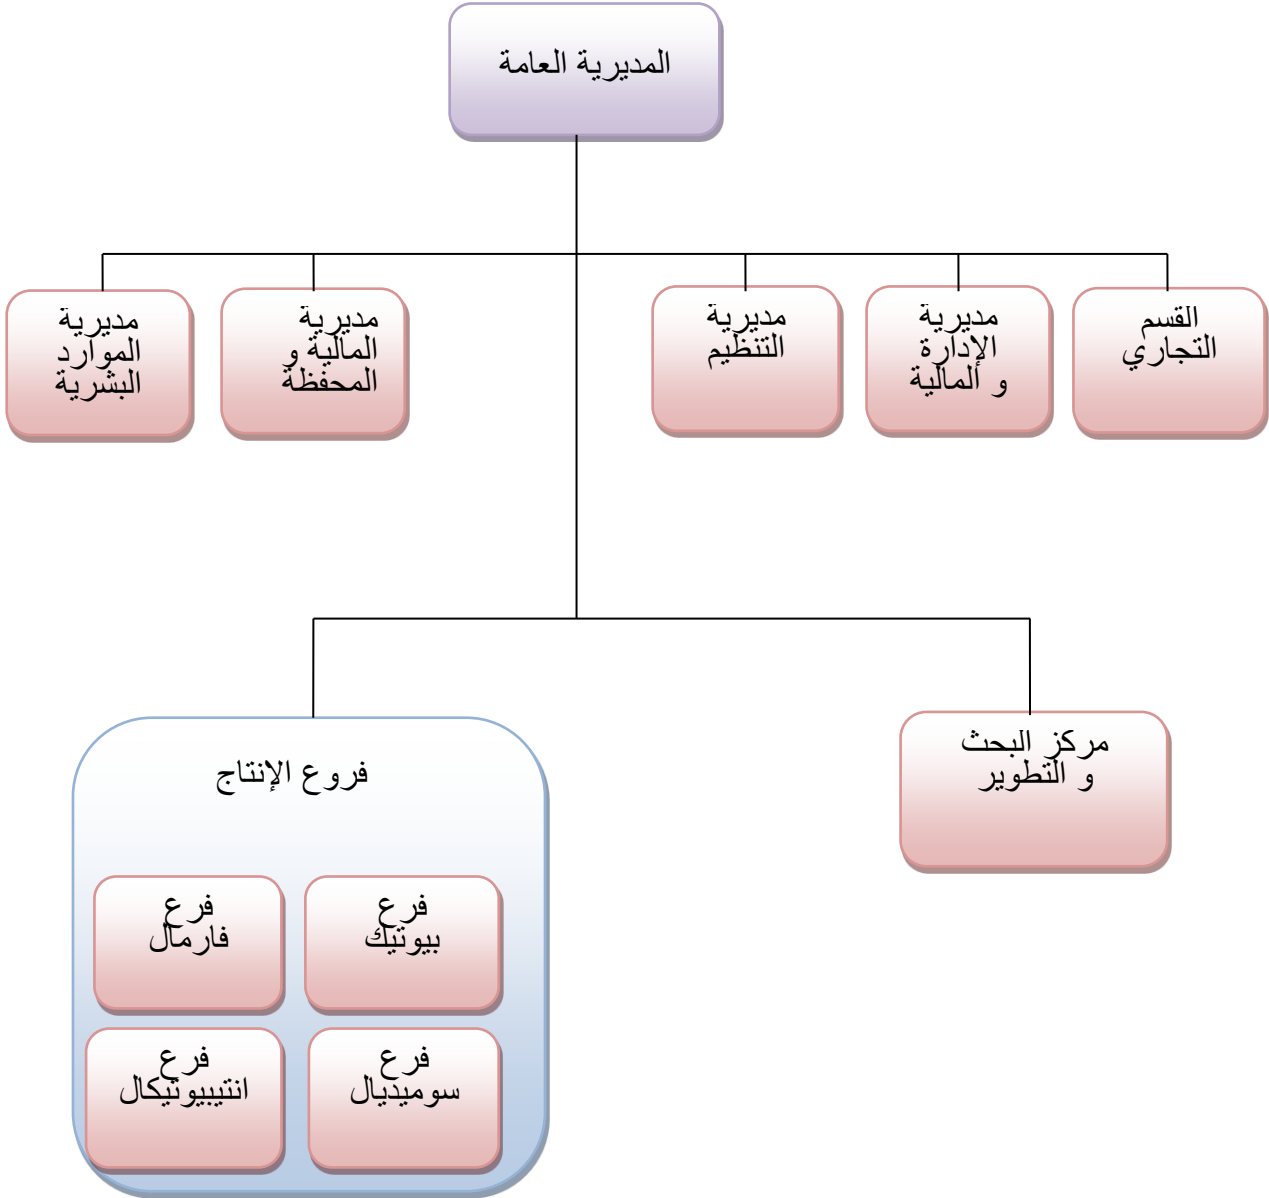 المديرية العامة
القسم
التجاري
مديرية
الإدارة
و المالية
مديرية
التنظيم
مديرية
المالية و
المحفظة
مديرية
الموارد
البشرية
مركز البحث
و التطوير
فروع الإنتاج
فرع
بيوتيك
فرع
فارمال
فرع
سوميديال
فرع
انتيبيوتيكال